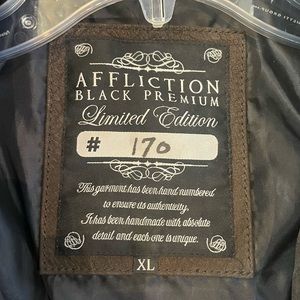 AFFLICTION
BLACK PREMIUM
Limited Edition
# 170
This garment has been hand numbered
to ensure its authenticity.
It has been handmade with absolute
detail and each one is unique.
XL